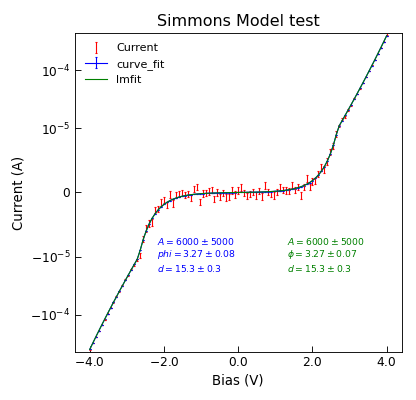 Simmons Model test
Current
curve_fit
lmfit
10⁻⁴
10⁻⁵
0
−10⁻⁵
−10⁻⁴
Current (A)
A = 6000 ± 5000
phi = 3.27 ± 0.08
d = 15.3 ± 0.3
A = 6000 ± 5000
ϕ = 3.27 ± 0.07
d = 15.3 ± 0.3
−4.0 −2.0 0.0 2.0 4.0
Bias (V)